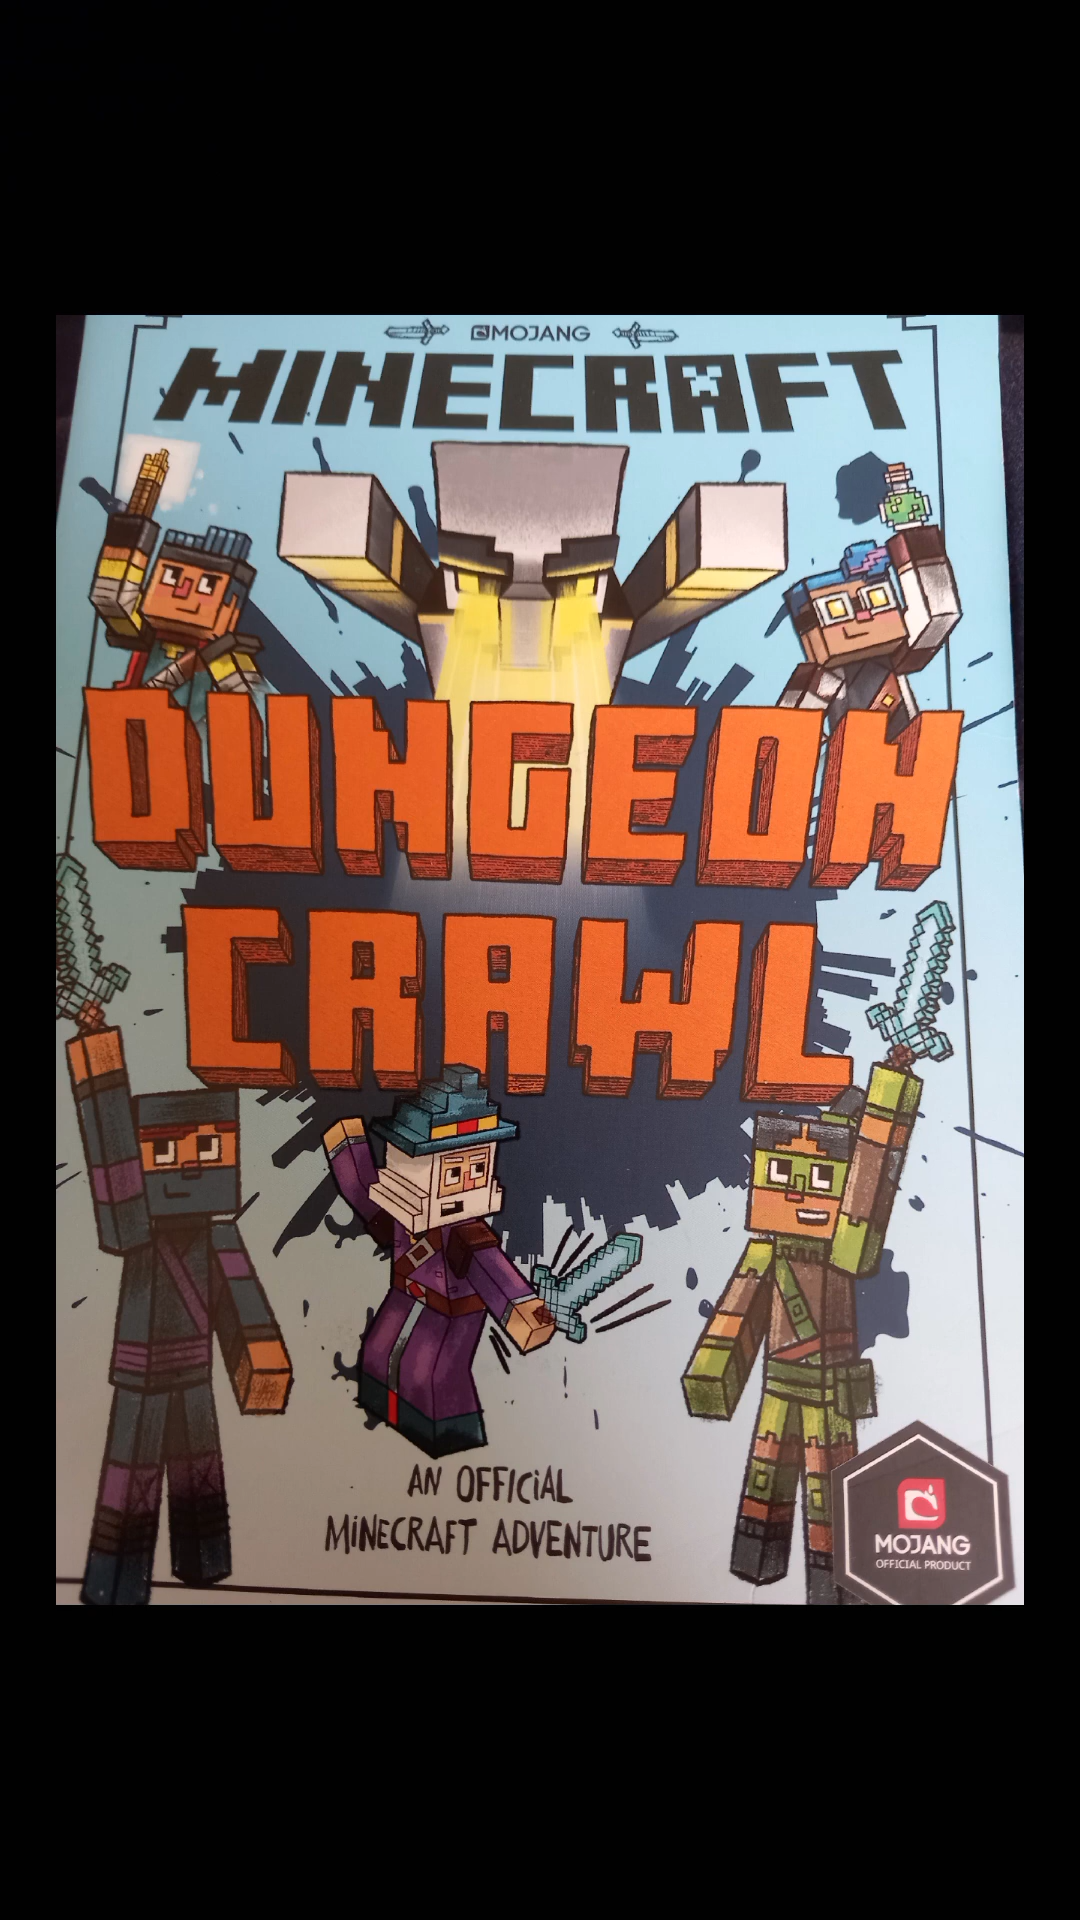 MOJANG
MINECRAFT
DUNGEON
CRAWL
AN OFFICiAL
MiNECRAFT ADVENTURE
MOJANG
OFFICIAL PRODUCT